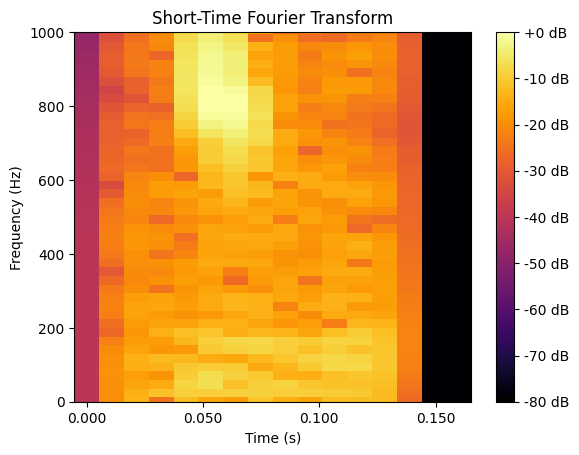 Short-Time Fourier Transform
1000
800
600
400
200
0
Frequency (Hz)
0.000
0.050
0.100
0.150
Time (s)
+0 dB
-10 dB
-20 dB
-30 dB
-40 dB
-50 dB
-60 dB
-70 dB
-80 dB